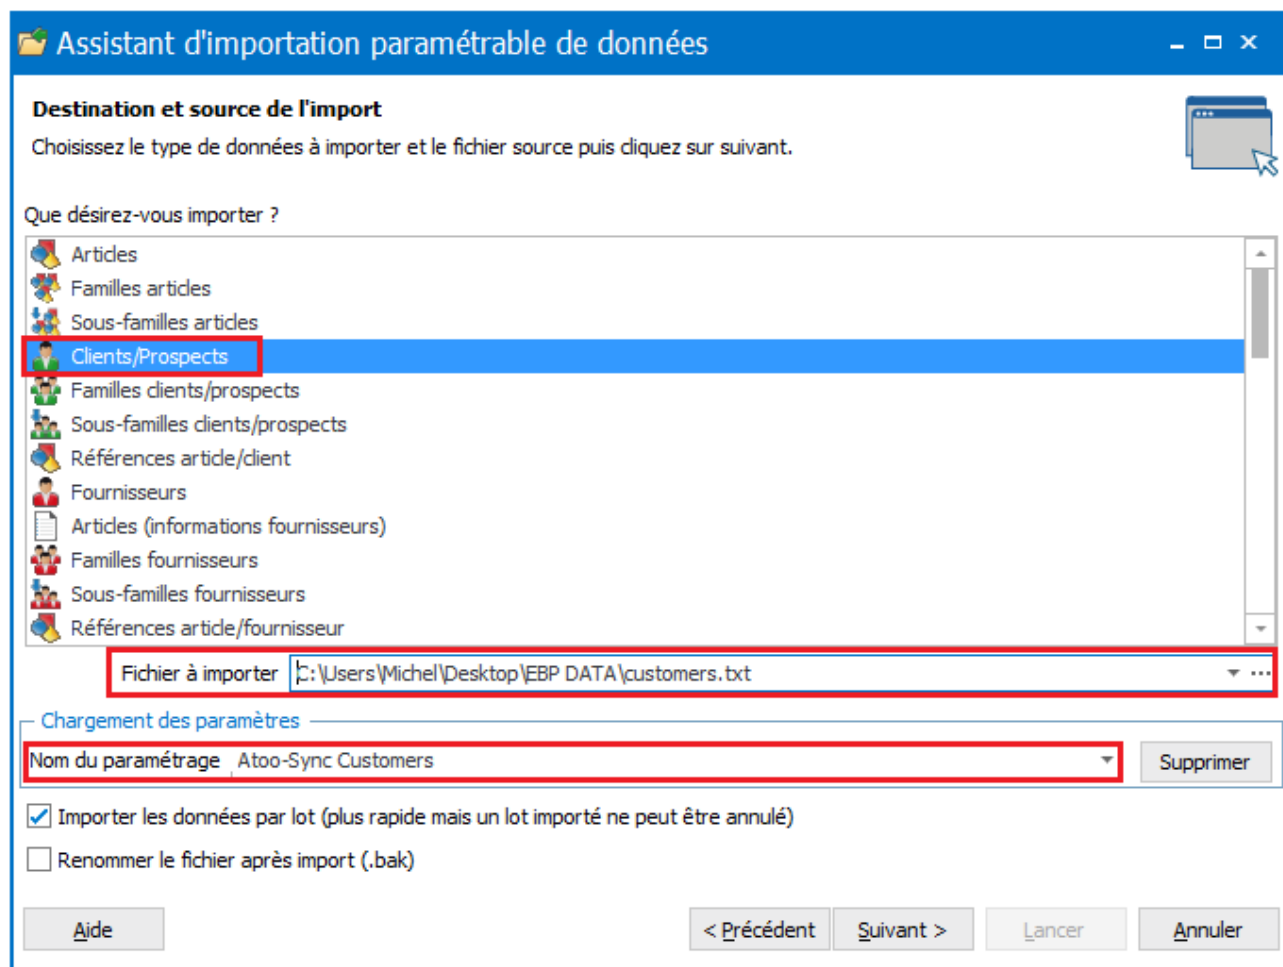 Assistant d'importation paramétrable de données
Destination et source de l'import
Choisissez le type de données à importer et le fichier source puis cliquez sur suivant.
Que désirez-vous importer ?
Articles
Familles articles
Sous-familles articles
Clients/Prospects
Familles clients/prospects
Sous-familles clients/prospects
Références article/client
Fournisseurs
Articles (informations fournisseurs)
Familles fournisseurs
Sous-familles fournisseurs
Références article/fournisseur
Fichier à importer C:\Users\Michel\Desktop\EBP DATA\customers.txt
Chargement des paramètres
Nom du paramétrage Atoo-Sync Customers Supprimer
Importer les données par lot (plus rapide mais un lot importé ne peut être annulé)
Renommer le fichier après import (.bak)
Aide < Précédent Suivant > Lancer Annuler